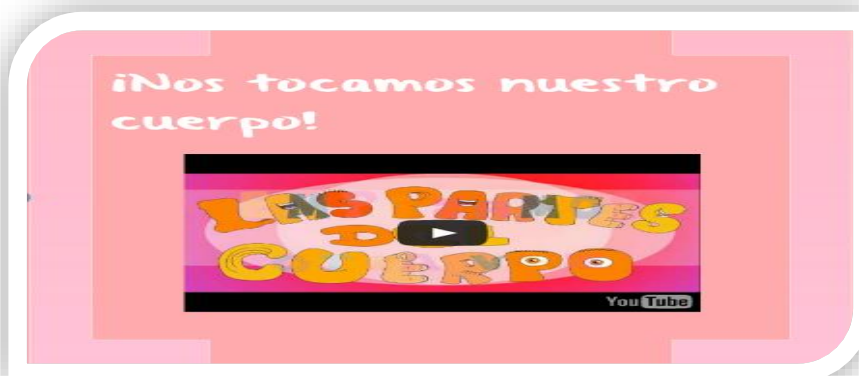 ¡Nos tocamos nuestro
cuerpo!
LAS PARTES
DEL
CUERPO
YouTube